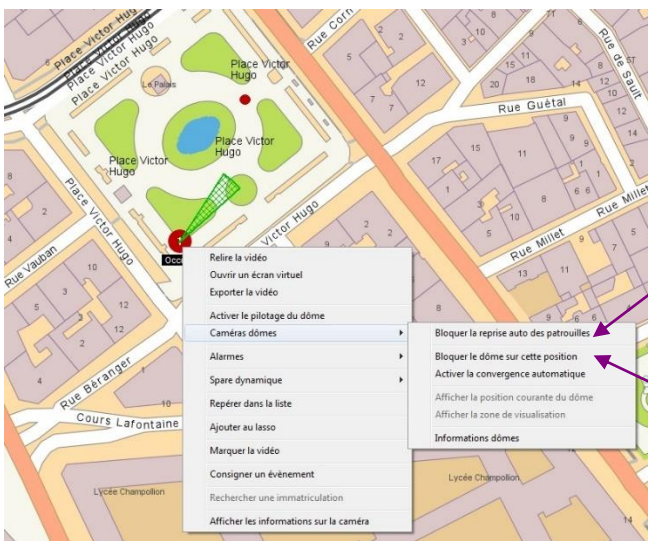 Place Victor Hugo
Place Victor Hugo
Place Victor Hugo
Le Palais
Place Victor
Hugo
Rue Corn
Rue de Sault
Rue Guétal
Place Victor
Hugo
Place Victor
Hugo
Place Victor Hugo
Victor Hugo
Rue Millet
Rue Millet
Rue Vauban
Rue Béranger
Cours Lafontaine
Lycée Champollion
Lycée Champollion
Occu
Relire la vidéo
Ouvrir un écran virtuel
Exporter la vidéo
Activer le pilotage du dôme
Caméras dômes
Alarmes
Spare dynamique
Repérer dans la liste
Ajouter au lasso
Marquer la vidéo
Consigner un évènement
Rechercher une immatriculation
Afficher les informations sur la caméra
Bloquer la reprise auto des patrouilles
Bloquer le dôme sur cette position
Activer la convergence automatique
Afficher la position courante du dôme
Afficher la zone de visualisation
Informations dômes